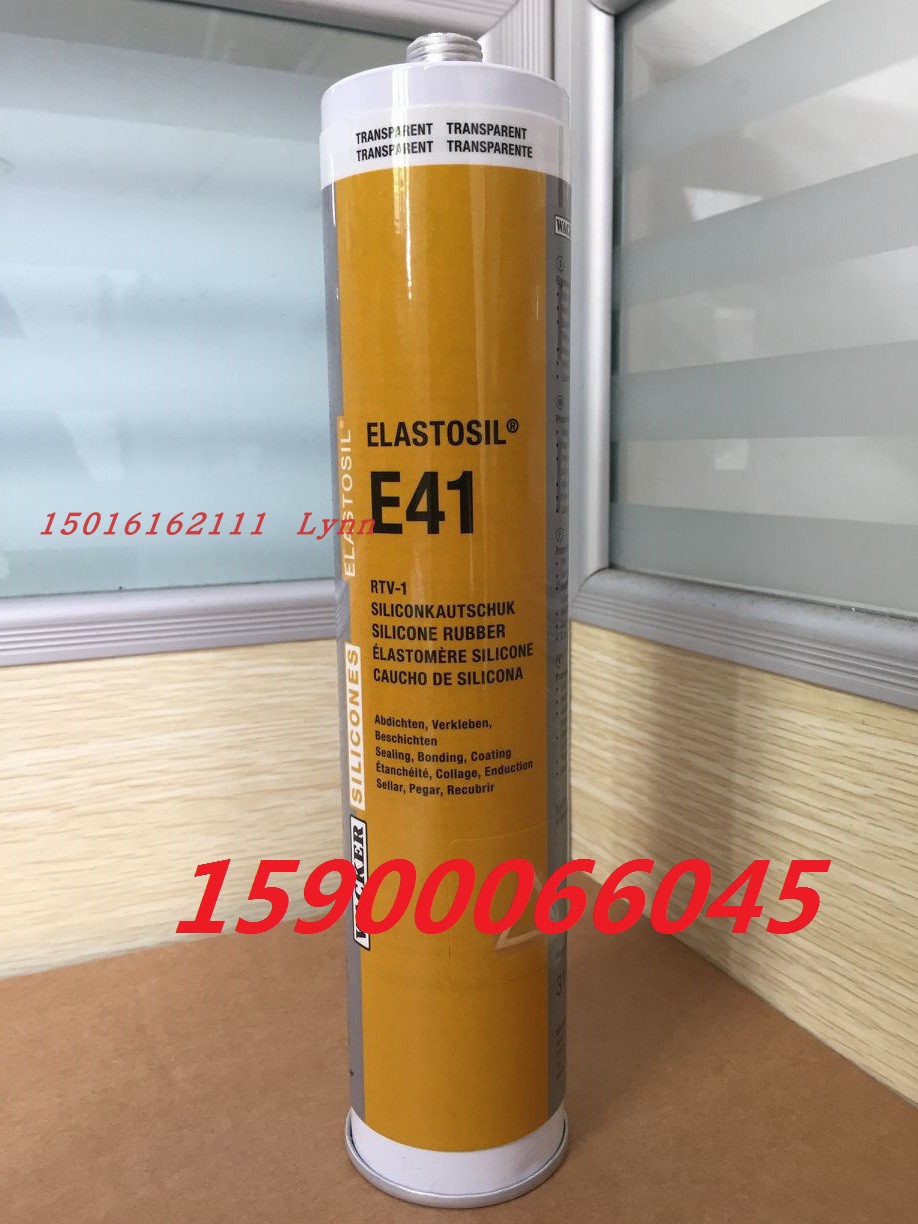 TRANSPARENT TRANSPARENT
TRANSPARENT TRANSPARENTE
ELASTOSIL®
E41
15016162111 Lynn
RTV-1
SILICONKAUTSCHUK
SILICONE RUBBER
ÉLASTOMÈRE SILICONE
CAUCHO DE SILICONA
Abdichten, Verkleben,
Beschichten
Sealing, Bonding, Coating
Étanchéité, Collage, Enduction
Sellar, Pegar, Recubrir
ELASTOSIL®
SILICONES
WACKER
15900066045